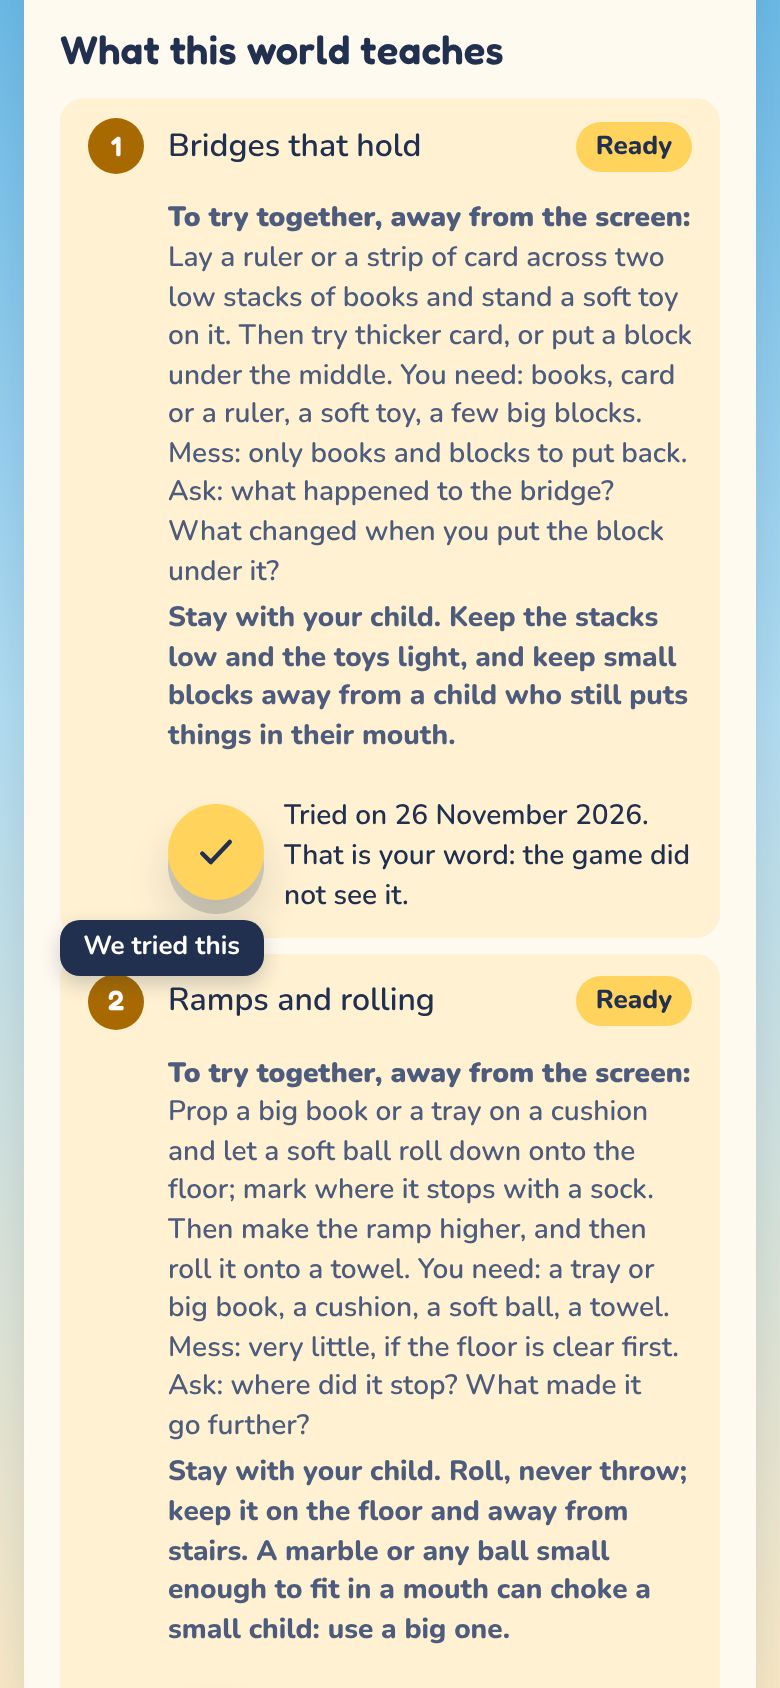 What this world teaches
1 Bridges that hold Ready
To try together, away from the screen:
Lay a ruler or a strip of card across two
low stacks of books and stand a soft toy
on it. Then try thicker card, or put a block
under the middle. You need: books, card
or a ruler, a soft toy, a few big blocks.
Mess: only books and blocks to put back.
Ask: what happened to the bridge?
What changed when you put the block
under it?
Stay with your child. Keep the stacks
low and the toys light, and keep small
blocks away from a child who still puts
things in their mouth.
Tried on 26 November 2026.
That is your word: the game did
not see it.
We tried this
2 Ramps and rolling Ready
To try together, away from the screen:
Prop a big book or a tray on a cushion
and let a soft ball roll down onto the
floor; mark where it stops with a sock.
Then make the ramp higher, and then
roll it onto a towel. You need: a tray or
big book, a cushion, a soft ball, a towel.
Mess: very little, if the floor is clear first.
Ask: where did it stop? What made it
go further?
Stay with your child. Roll, never throw;
keep it on the floor and away from
stairs. A marble or any ball small
enough to fit in a mouth can choke a
small child: use a big one.